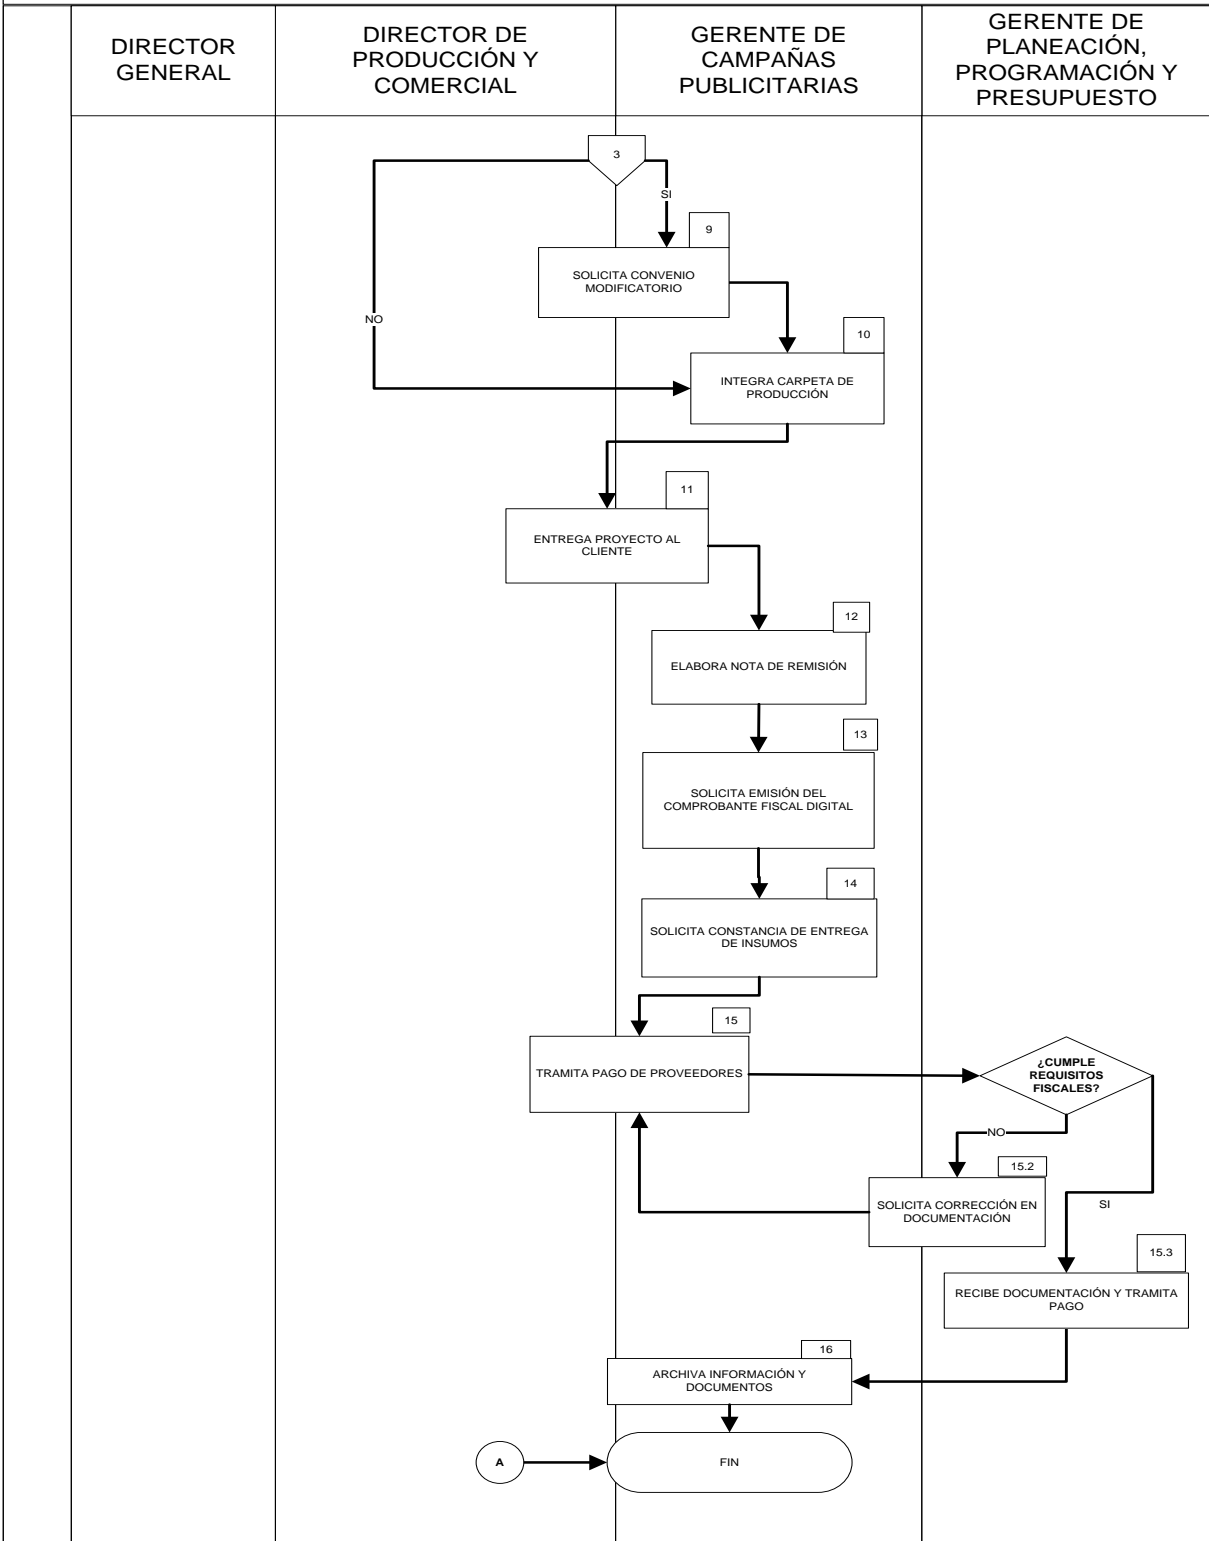 DIRECTOR
GENERAL
DIRECTOR DE
PRODUCCIÓN Y
COMERCIAL
GERENTE DE
CAMPAÑAS
PUBLICITARIAS
GERENTE DE
PLANEACIÓN,
PROGRAMACIÓN Y
PRESUPUESTO
3
SI
9
SOLICITA CONVENIO
MODIFICATORIO
NO
10
INTEGRA CARPETA DE
PRODUCCIÓN
11
ENTREGA PROYECTO AL
CLIENTE
12
ELABORA NOTA DE REMISIÓN
13
SOLICITA EMISIÓN DEL
COMPROBANTE FISCAL DIGITAL
14
SOLICITA CONSTANCIA DE ENTREGA
DE INSUMOS
15
TRAMITA PAGO DE PROVEEDORES
¿CUMPLE
REQUISITOS
FISCALES?
NO
15.2
SOLICITA CORRECCIÓN EN
DOCUMENTACIÓN
SI
15.3
RECIBE DOCUMENTACIÓN Y TRAMITA
PAGO
16
ARCHIVA INFORMACIÓN Y
DOCUMENTOS
A
FIN